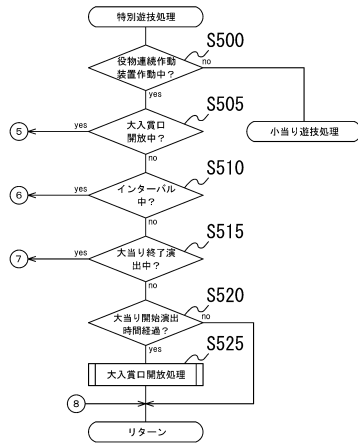 特別遊技処理
S500
役物連続作動
装置作動中？
no
yes
S505
大入賞口
開放中？
yes
5
小当り遊技処理
no
S510
インターバル
中？
yes
6
no
S515
大当り終了演
出中？
yes
7
no
S520
大当り開始演出
時間経過？
no
yes
S525
大入賞口開放処理
8
リターン